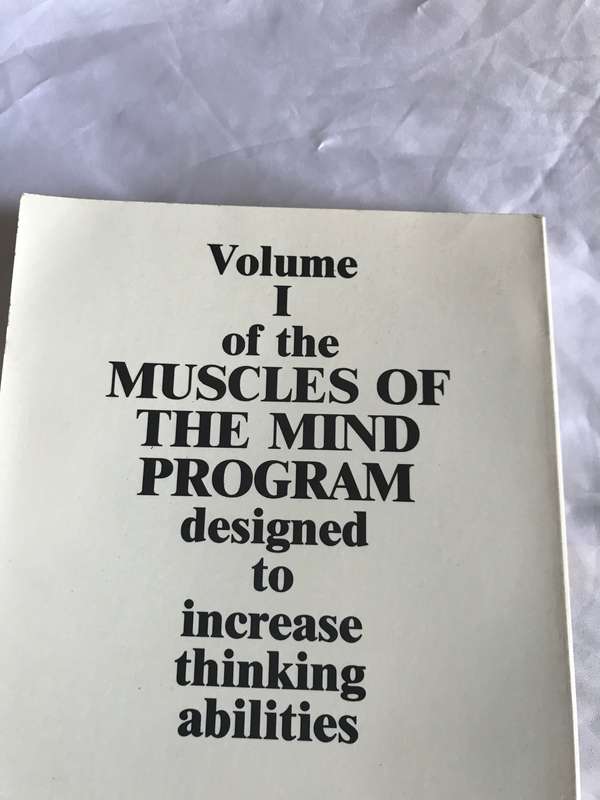 Volume
I
of the
MUSCLES OF
THE MIND
PROGRAM
designed
to
increase
thinking
abilities